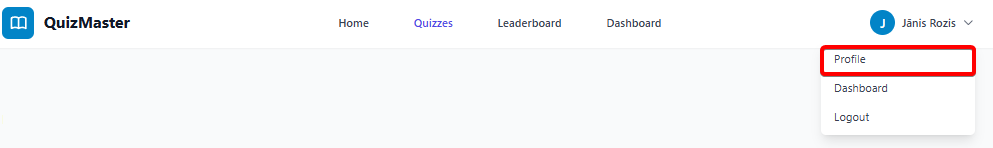 QuizMaster Home Quizzes Leaderboard Dashboard J Jānis Rozis
Profile
Dashboard
Logout